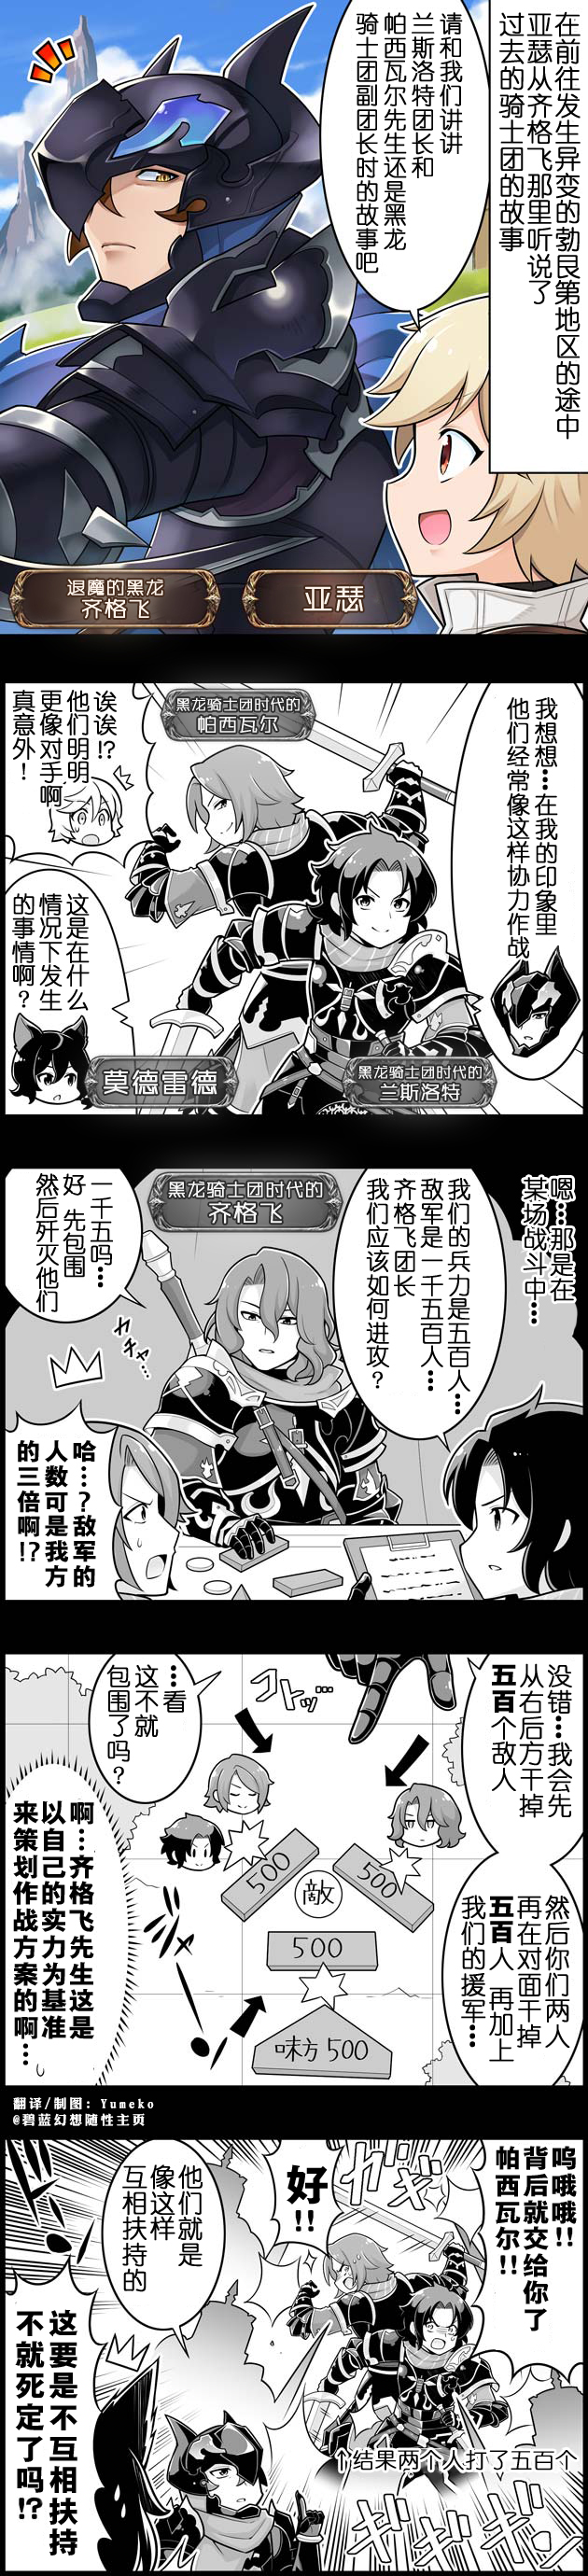 在前往发生异变的勃艮第地区的途中
亚瑟从齐格飞那里听说了
过去的骑士团的故事
请和我们讲讲
兰斯洛特团长和
帕西瓦尔先生还是黑龙
骑士团副团长时的故事吧
退魔的黑龙
齐格飞
亚瑟
我想想…在我的印象里
他们经常像这样协力作战
黑龙骑士团时代的
帕西瓦尔
诶诶!?
他们明明
更像对手啊
真意外!
这是在什么
情况下发生
的事情啊?
莫德雷德
黑龙骑士团时代的
兰斯洛特
嗯…那是在
某场战斗中…
我们的兵力是五百人…
敌军是一千五百人…
齐格飞团长
我们应该如何进攻?
黑龙骑士团时代的
齐格飞
一千五吗…
好 先包围
然后歼灭他们
カチャ…
哈…?敌军的
人数可是我方
的三倍啊!?
没错…我会先
从右后方干掉
五百个敌人
然后你们两人
再在对面干掉
五百人 再加上
我们的援军…
コトッ…
…看
这不就
包围了吗?
500
500
敵
500
味方500
啊…齐格飞先生这是
以自己的实力为基准
来策划作战方案的啊…
翻译/制图: Yumeko
@碧蓝幻想随性主页
呜哦哦!!
背后就交给你了
帕西瓦尔!!
好!!
他们就是
像这样
互相扶持的
↑结果两个人打了五百个
这要是不互相扶持
不就死定了吗!?